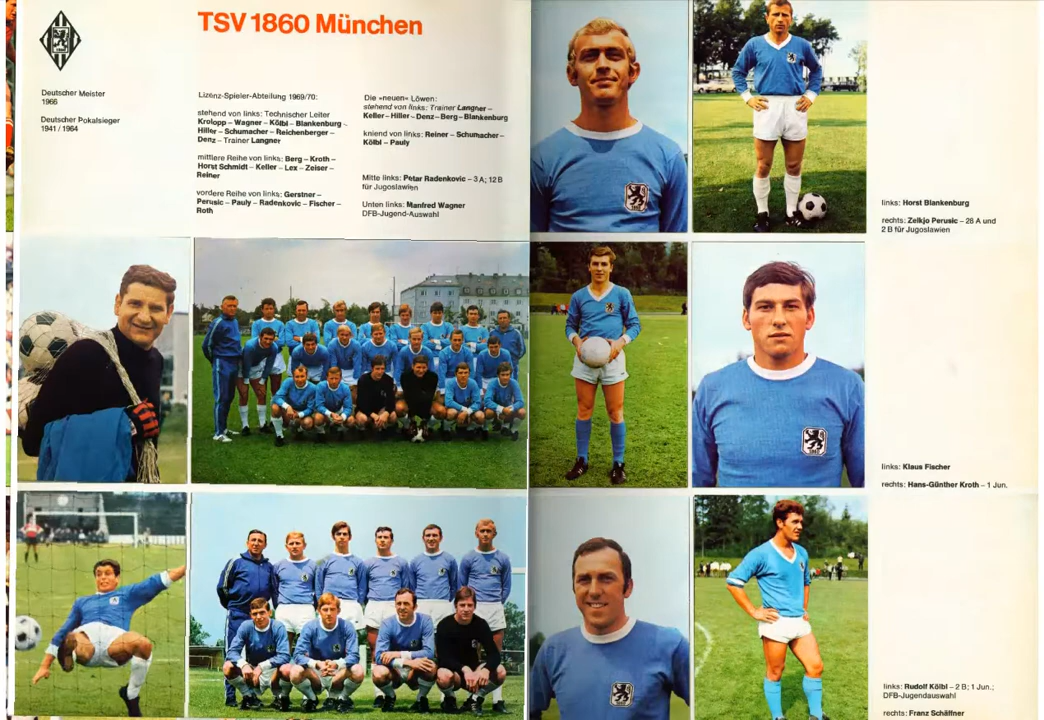 TSV 1860 München
Deutscher Meister
1966
Deutscher Pokalsieger
1941 / 1964
Lizenz-Spieler-Abteilung 1969/70:
stehend von links: Technischer Leiter
Krolopp – Wagner – Kölbl – Blankenburg –
Hiller – Schumacher – Reichenberger –
Denz – Trainer Langner
mittlere Reihe von links: Berg – Kroth –
Horst Schmidt – Keller – Lex – Zeiser –
Reiner
vordere Reihe von links: Gerstner –
Perusic – Pauly – Radenkovic – Fischer –
Roth
Die »neuen« Löwen:
stehend von links: Trainer Langner –
Keller – Hiller – Denz – Berg – Blankenburg
kniend von links: Reiner – Schumacher –
Kölbl – Pauly
Mitte links: Petar Radenkovic – 3 A; 12 B
für Jugoslawien
Unten links: Manfred Wagner
DFB-Jugend-Auswahl
links: Horst Blankenburg
rechts: Zelkjo Perusic – 28 A und
2 B für Jugoslawien
links: Klaus Fischer
rechts: Hans-Günther Kroth – 1 Jun.
links: Rudolf Kölbl – 2 B; 1 Jun.;
DFB-Jugendauswahl
rechts: Franz Schäffner